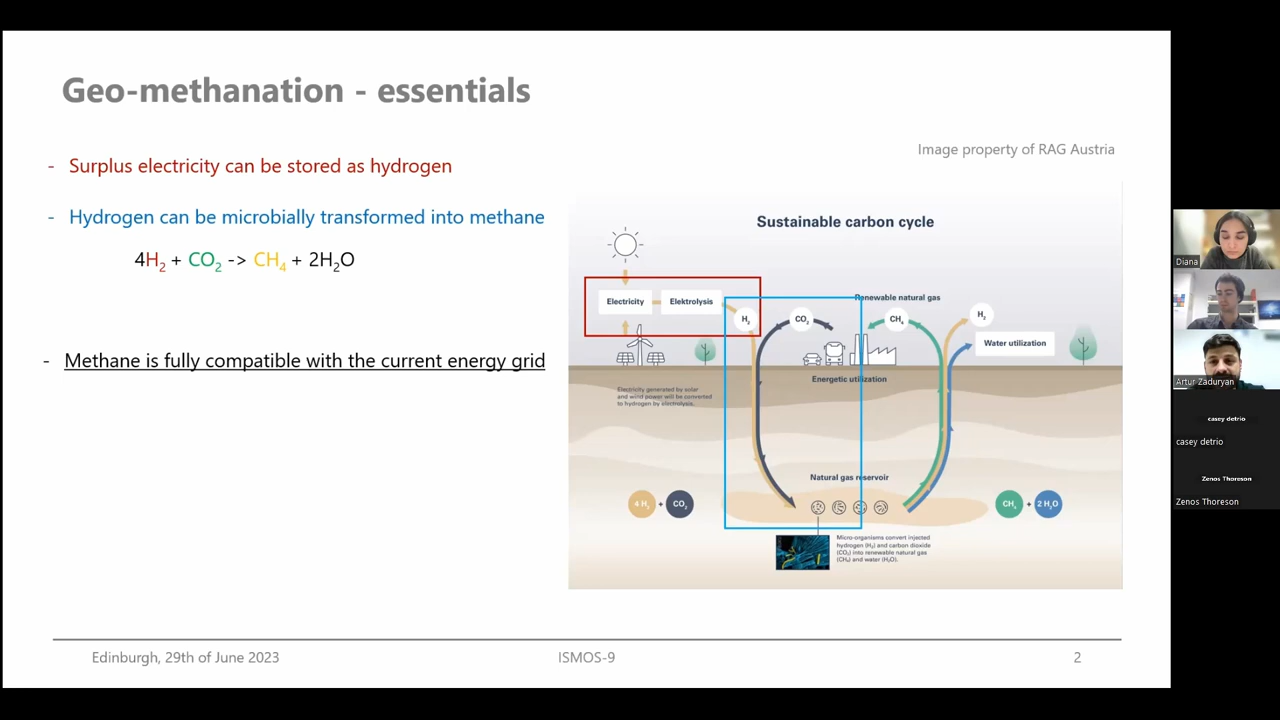 Geo-methanation - essentials
- Surplus electricity can be stored as hydrogen
- Hydrogen can be microbially transformed into methane
4H₂ + CO₂ -> CH₄ + 2H₂O
- Methane is fully compatible with the current energy grid
Image property of RAG Austria
Sustainable carbon cycle
Electricity
Elektrolysis
H₂
CO₂
Renewable natural gas
CH₄
H₂
Water utilization
Energetic utilization
Electricity generated by solar
and wind power will be converted
to hydrogen by electrolysis.
Natural gas reservoir
4 H₂ + CO₂
CH₄ + 2 H₂O
Micro-organisms convert injected
hydrogen (H₂) and carbon dioxide
(CO₂) into renewable natural gas
(CH₄) and water (H₂O).
Edinburgh, 29th of June 2023
ISMOS-9
2
Diana
Artur Zaduryan
casey detrio
casey detrio
Zenos Thoreson
Zenos Thoreson